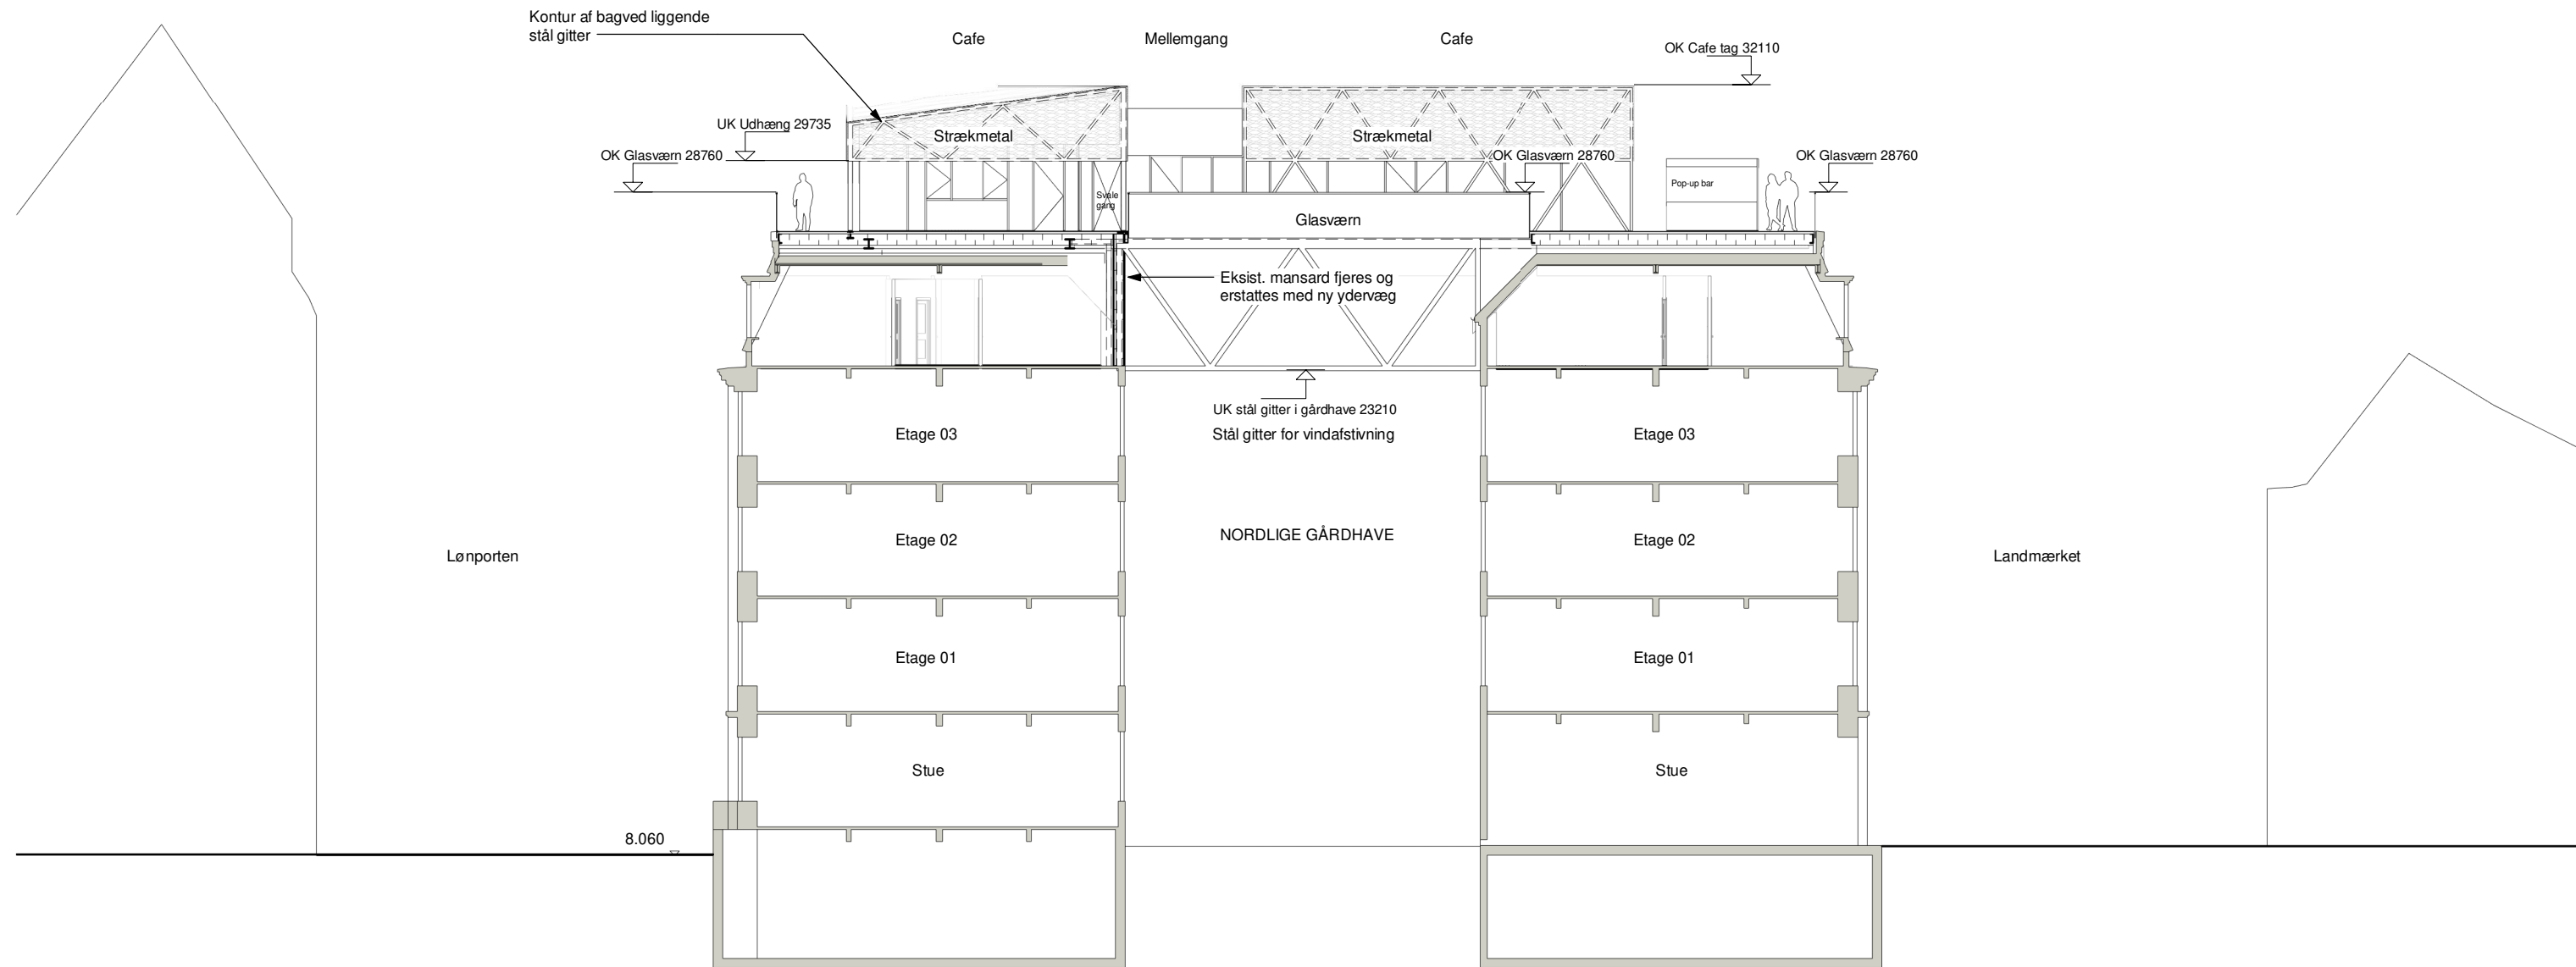 Kontur af bagved liggende
stål gitter
Cafe
Mellemgang
Cafe
OK Cafe tag 32110
UK Udhæng 29735
OK Glasværn 28760
Strækmetal
Strækmetal
OK Glasværn 28760
OK Glasværn 28760
Svale
gang
Pop-up bar
Glasværn
Eksist. mansard fjeres og
erstattes med ny ydervæg
UK stål gitter i gårdhave 23210
Stål gitter for vindafstivning
Etage 03
Etage 03
NORDLIGE GÅRDHAVE
Etage 02
Etage 02
Lønporten
Landmærket
Etage 01
Etage 01
Stue
Stue
8.060